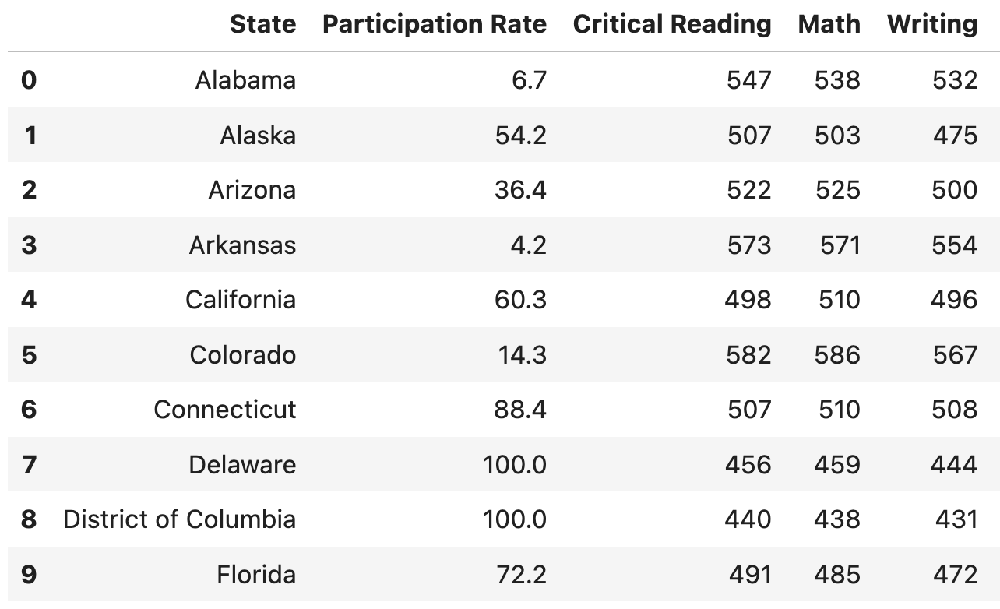 State Participation Rate Critical Reading Math Writing
0 Alabama 6.7 547 538 532
1 Alaska 54.2 507 503 475
2 Arizona 36.4 522 525 500
3 Arkansas 4.2 573 571 554
4 California 60.3 498 510 496
5 Colorado 14.3 582 586 567
6 Connecticut 88.4 507 510 508
7 Delaware 100.0 456 459 444
8 District of Columbia 100.0 440 438 431
9 Florida 72.2 491 485 472